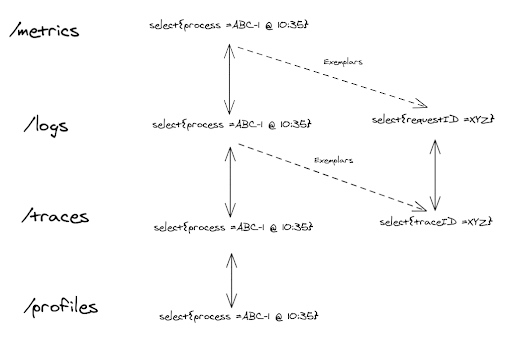 /metrics
select{process =ABC-1 @ 10:35}
Exemplars
/logs
select{process =ABC-1 @ 10:35}
select{requestID =XYZ}
Exemplars
/traces
select{process =ABC-1 @ 10:35}
select{traceID =XYZ}
/profiles
select{process =ABC-1 @ 10:35}